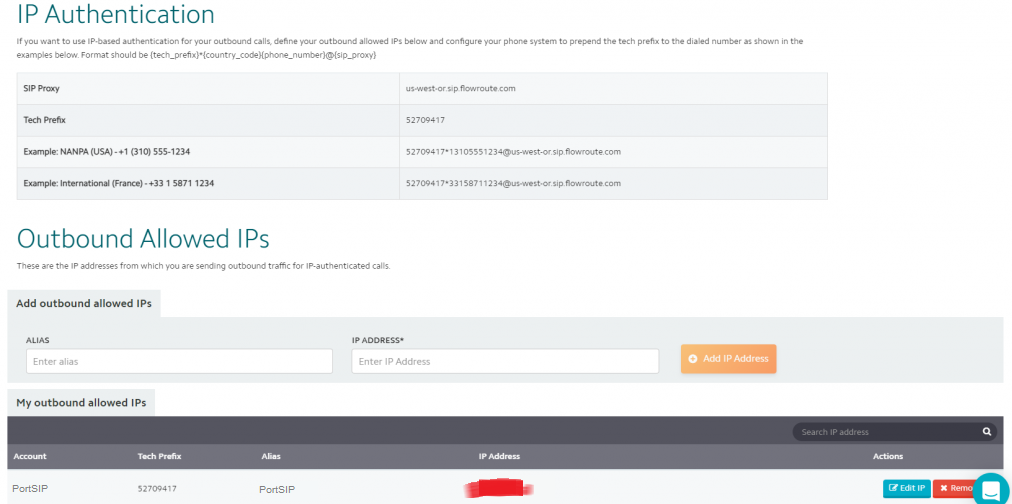 IP Authentication
If you want to use IP-based authentication for your outbound calls, define your outbound allowed IPs below and configure your phone system to prepend the tech prefix to the dialed number as shown in the
examples below. Format should be {tech_prefix}*{country_code}{phone_number}@{sip_proxy}
SIP Proxy us-west-or.sip.flowroute.com
Tech Prefix 52709417
Example: NANPA (USA) - +1 (310) 555-1234 52709417*13105551234@us-west-or.sip.flowroute.com
Example: International (France) - +33 1 5871 1234 52709417*33158711234@us-west-or.sip.flowroute.com
Outbound Allowed IPs
These are the IP addresses from which you are sending outbound traffic for IP-authenticated calls.
Add outbound allowed IPs
ALIAS IP ADDRESS*
Enter alias Enter IP Address Add IP Address
My outbound allowed IPs
Search IP address
Account Tech Prefix Alias IP Address Actions
PortSIP 52709417 PortSIP Edit IP Remo